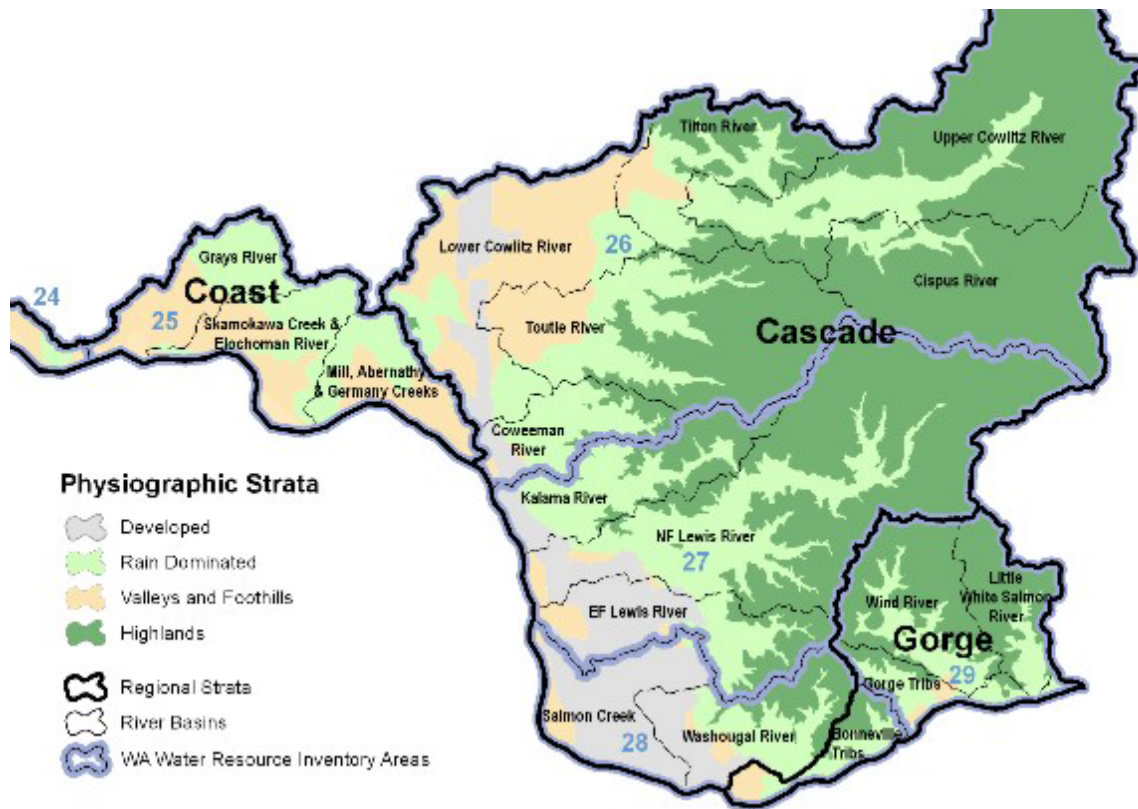 Tilton River
Upper Cowlitz River
Lower Cowlitz River
26
Grays River
24
Coast
25
Cispus River
Skamokawa Creek &
Elochoman River
Toutle River
Cascade
Mill, Abernathy
& Germany Creeks
Coweeman
River
Physiographic Strata
Developed
Rain Dominated
Valleys and Foothills
Highlands
Regional Strata
River Basins
WA Water Resource Inventory Areas
Kalama River
NF Lewis River
27
EF Lewis River
Wind River
Little
White Salmon
River
Gorge
Gorge Tribs
29
Salmon Creek
28
Washougal River
Bonneville
Tribs